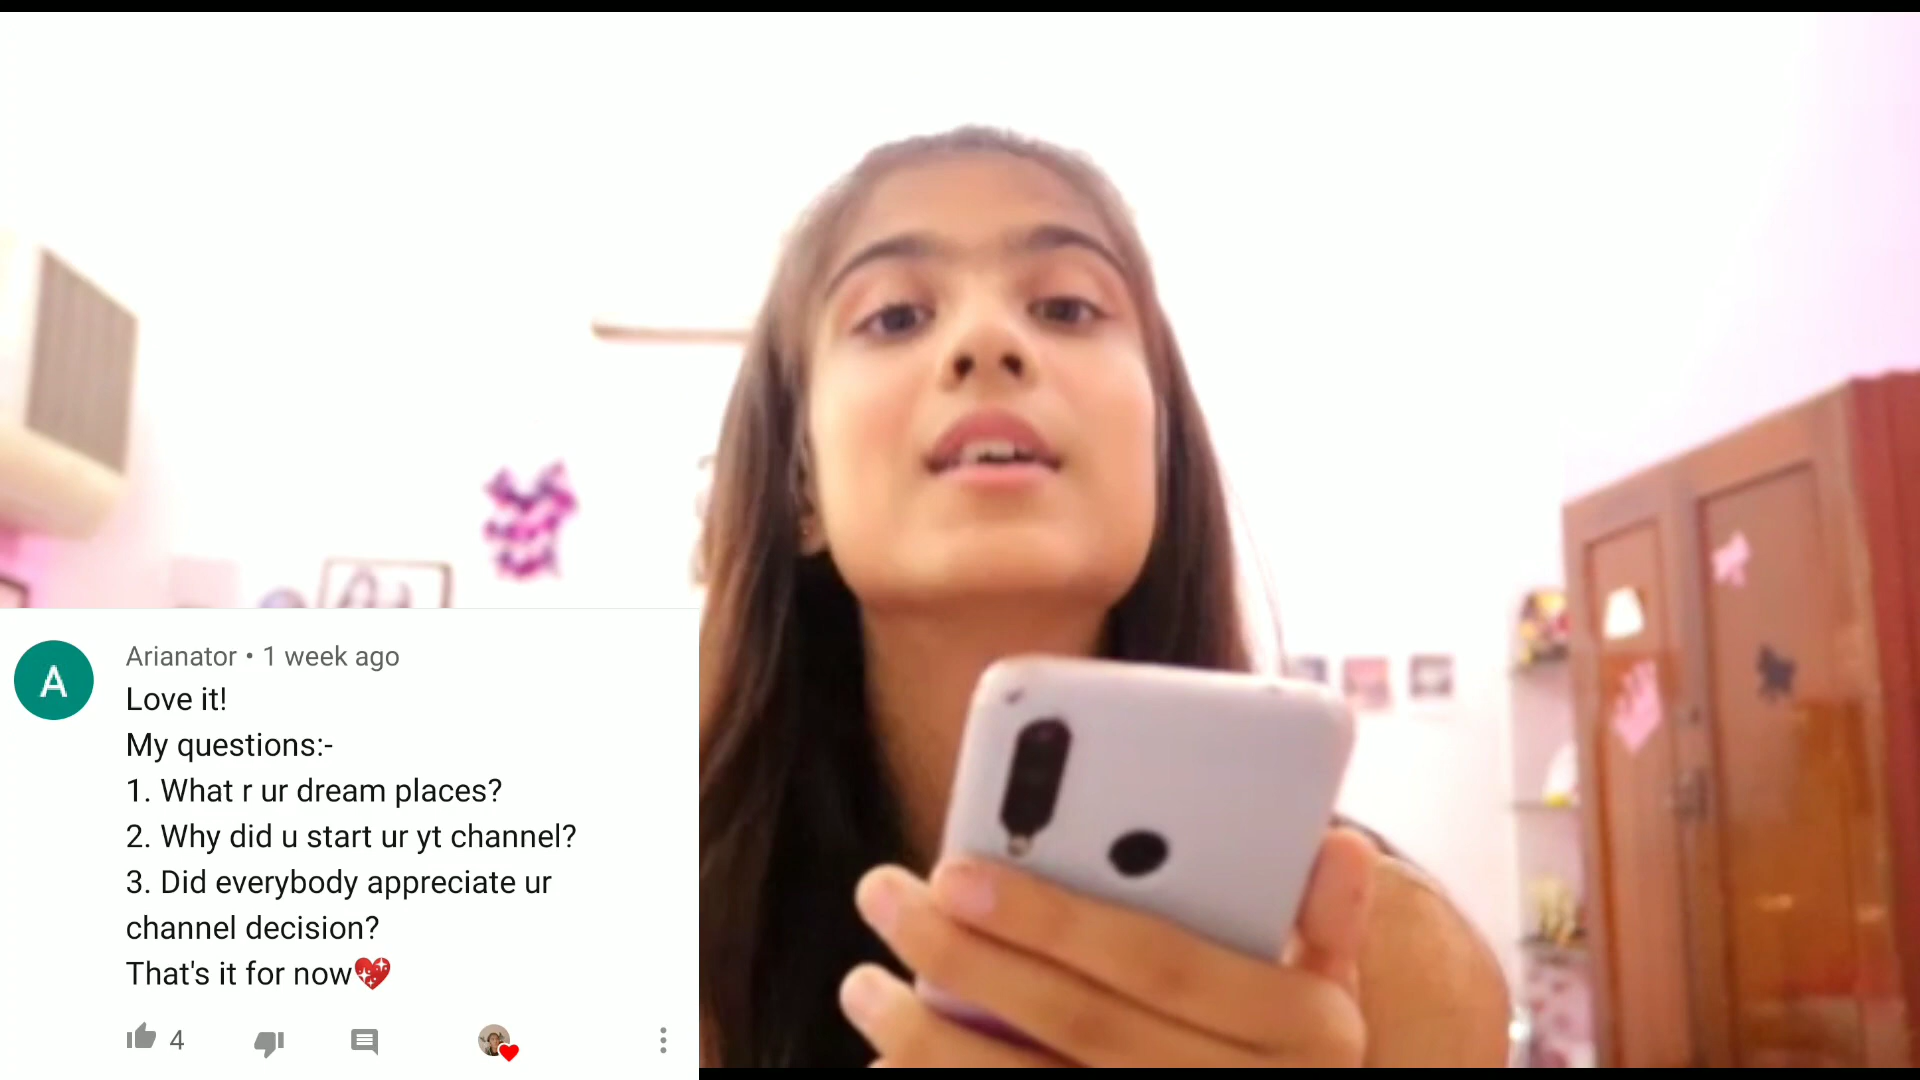 A
Arianator • 1 week ago
Love it!
My questions:-
1. What r ur dream places?
2. Why did u start ur yt channel?
3. Did everybody appreciate ur
channel decision?
That's it for now💖
4